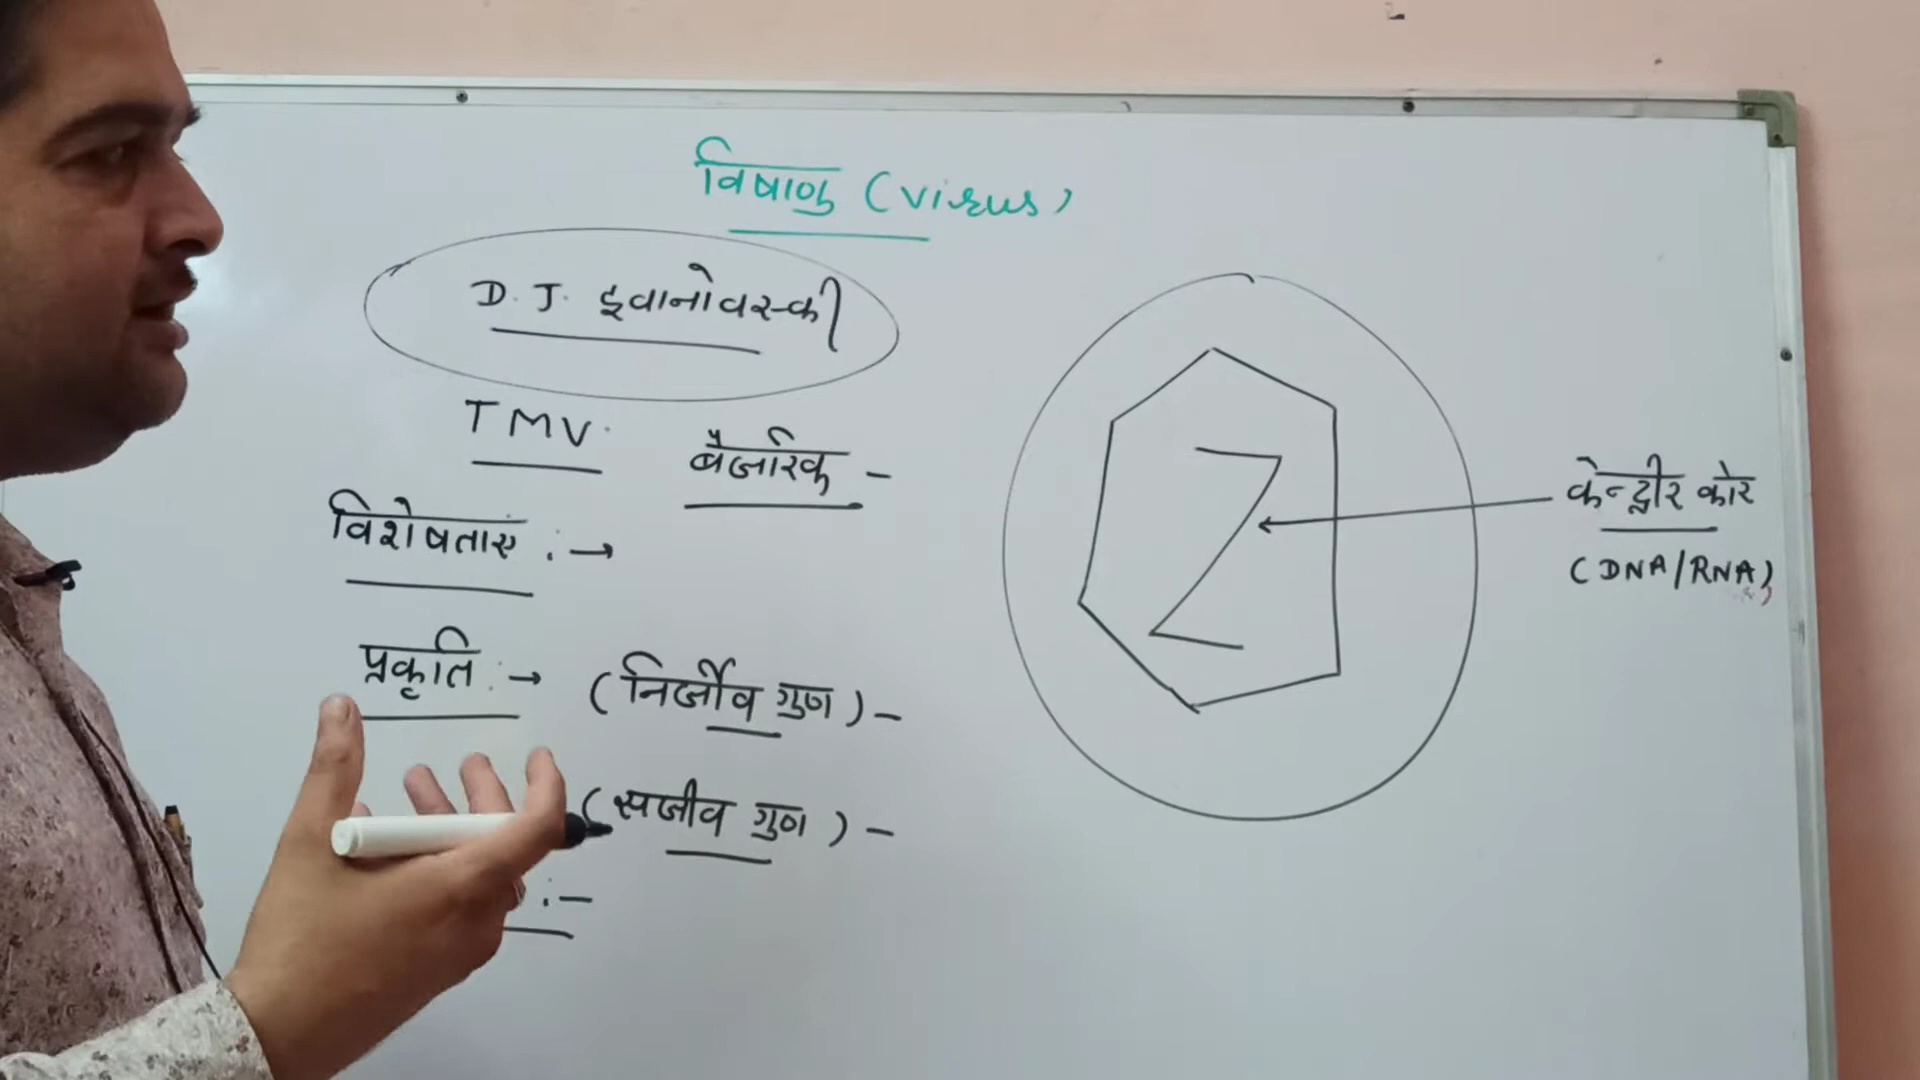 विषाणु (Virus)
D. J. इवानोवस्की
TMV.
बैजरिक -
विशेषताए :→
प्रकृति :→ (निर्जीव गुण) -
(सजीव गुण) -
:-
केन्द्रीर कोर
(DNA/RNA)